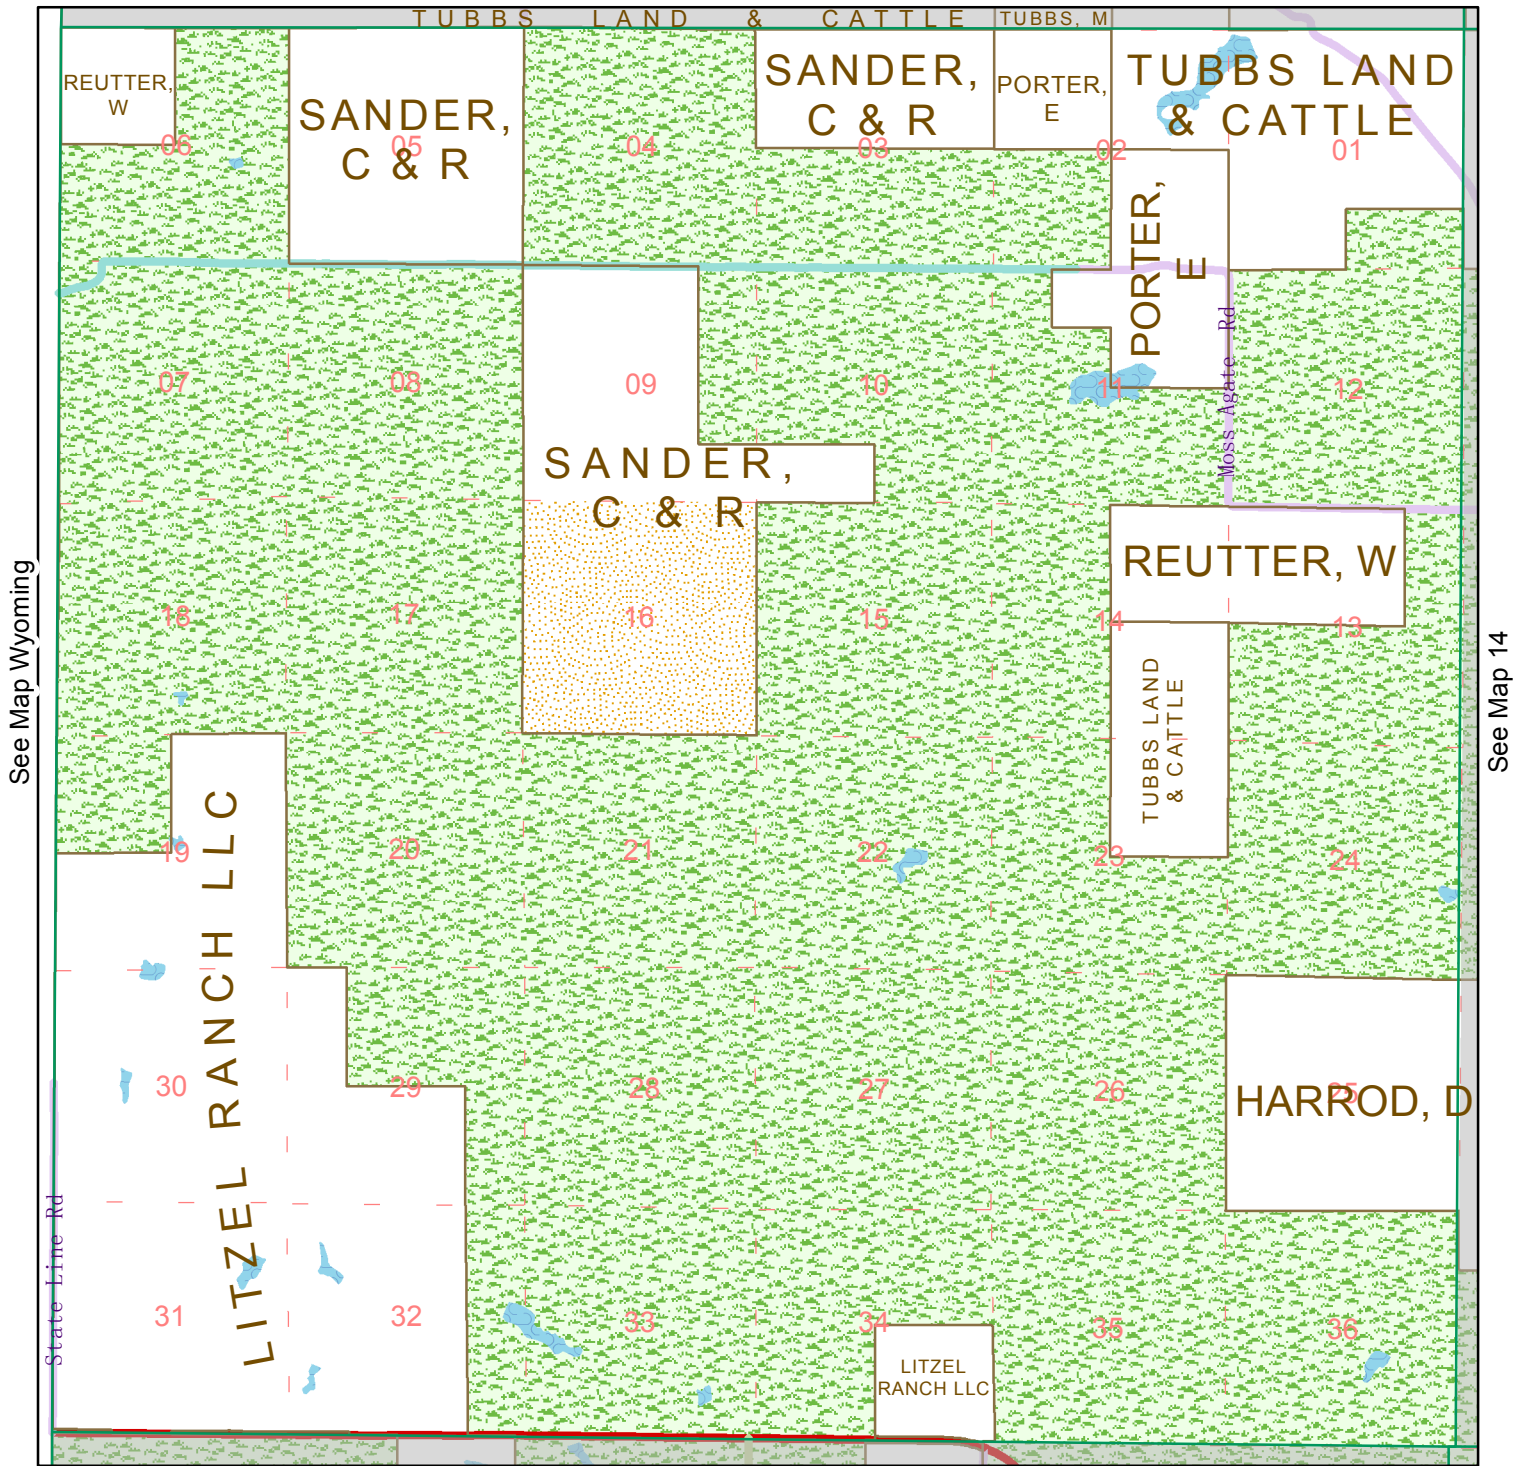 TUBBS LAND & CATTLE
TUBBS, M
REUTTER,
W
SANDER,
C & R
SANDER,
C & R
PORTER,
E
TUBBS LAND
& CATTLE
06
05
04
03
02
01
PORTER,
E
07
08
09
10
11
12
Moss Agate Rd
SANDER,
C & R
REUTTER, W
18
17
16
15
14
13
See Map Wyoming
See Map 14
TUBBS LAND
& CATTLE
19
20
21
22
23
24
LITZEL RANCH LLC
30
29
28
27
26
25
HARROD, D
State Line Rd
31
32
33
34
35
36
LITZEL
RANCH LLC